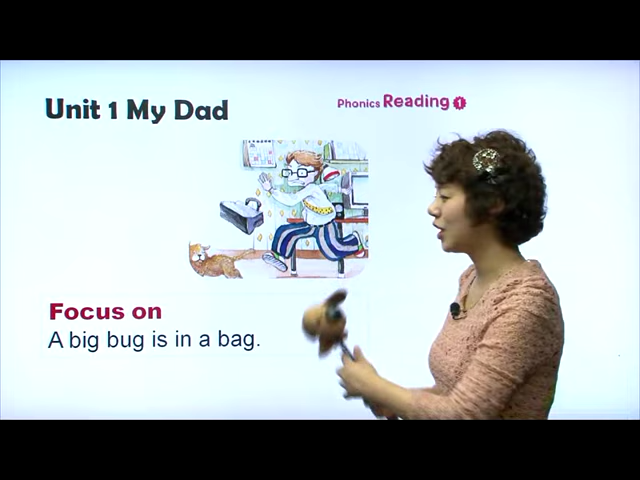 Unit 1 My Dad
Phonics Reading 1
Focus on
A big bug is in a bag.